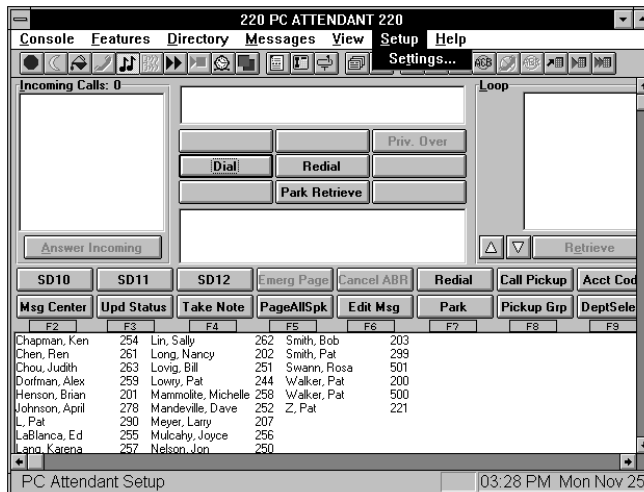 220 PC ATTENDANT 220
Console Features Directory Messages View Setup Help
Settings...
Incoming Calls: 0
Loop
Priv. Over
Dial Redial
Park Retrieve
Answer Incoming
Retrieve
SD10 SD11 SD12 Emerg Page Cancel ABR Redial Call Pickup Acct Cod
Msg Center Upd Status Take Note PageAllSpk Edit Msg Park Pickup Grp DeptSele
F2 F3 F4 F5 F6 F7 F8 F9
Chapman, Ken 254 Lin, Sally 262 Smith, Bob 203
Chen, Ren 261 Long, Nancy 202 Smith, Pat 299
Chou, Judith 263 Lovig, Bill 251 Swann, Rosa 501
Dorfman, Alex 259 Lowry, Pat 244 Walker, Pat 200
Henson, Brian 201 Mammolite, Michelle 258 Walker, Pat 500
Johnson, April 278 Mandeville, Dave 252 Z, Pat 221
L, Pat 290 Meyer, Larry 207
LaBlanca, Ed 255 Mulcahy, Joyce 256
Lang, Karena 257 Nelson, Jon 250
PC Attendant Setup
03:28 PM Mon Nov 25